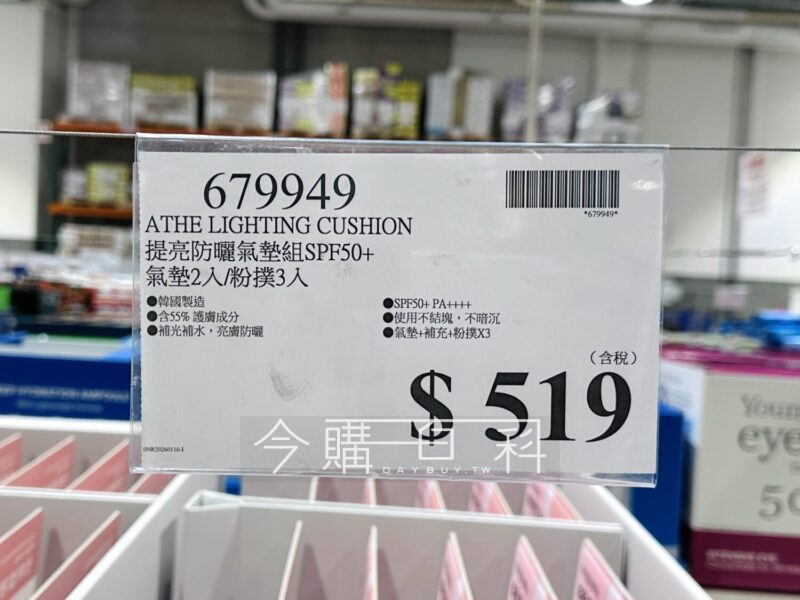 679949
*679949*
ATHE LIGHTING CUSHION
提亮防曬氣墊組SPF50+
氣墊2入/粉撲3入
●韓國製造
●含55% 護膚成分
●補光補水，亮膚防曬
●SPF50+ PA++++
●使用不結塊，不暗沉
●氣墊+補充+粉撲X3
（含稅）
$ 519
今購百科
DAYBUY.TW
eye